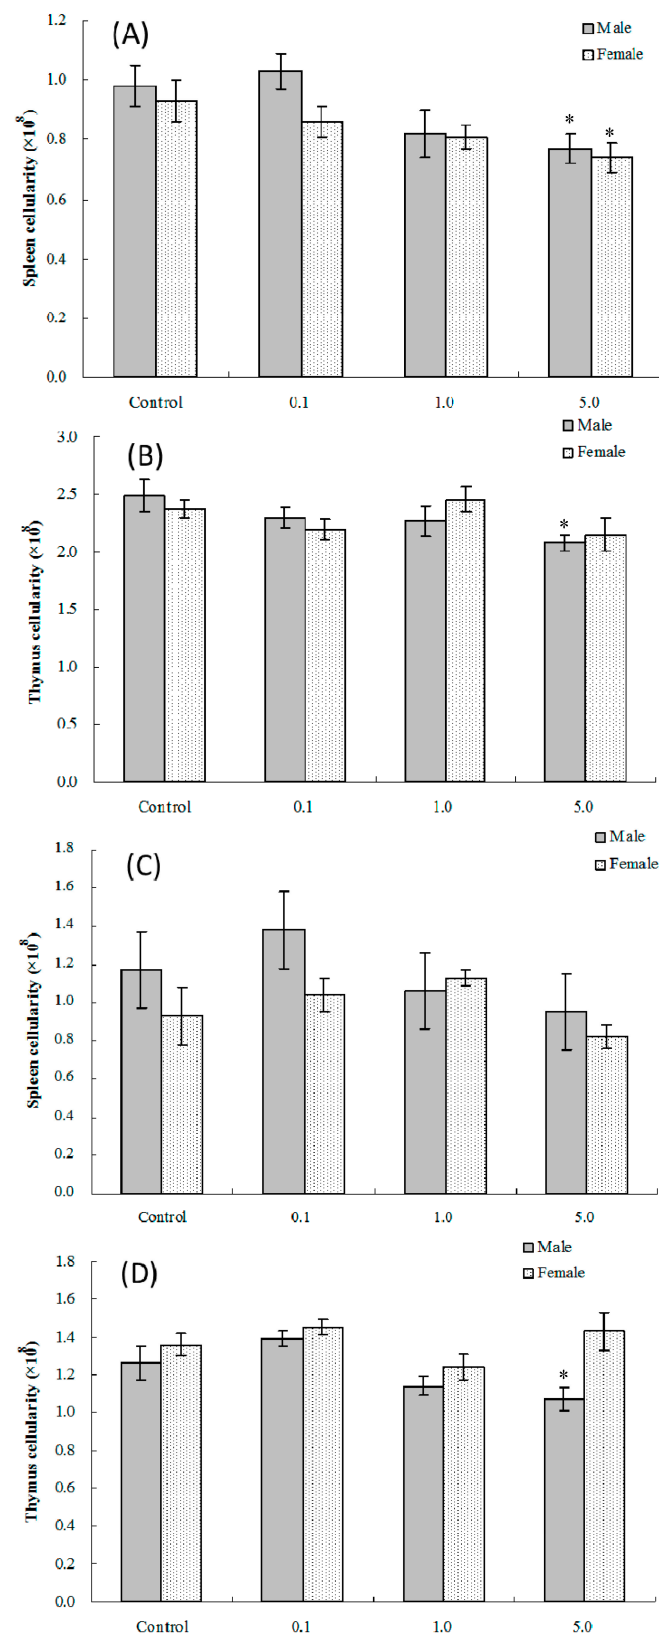 (A)
Male
Female
Spleen cellularity (×10⁸)
1.2
1.0
0.8
0.6
0.4
0.2
0.0
* *
Control 0.1 1.0 5.0
(B)
Male
Female
Thymus cellularity (×10⁸)
3.0
2.5
2.0
1.5
1.0
0.5
0.0
*
Control 0.1 1.0 5.0
(C)
Male
Female
Spleen cellularity (×10⁸)
1.8
1.6
1.4
1.2
1.0
0.8
0.6
0.4
0.2
0.0
Control 0.1 1.0 5.0
(D)
Male
Female
Thymus cellularity (×10⁸)
1.8
1.6
1.4
1.2
1.0
0.8
0.6
0.4
0.2
0.0
*
Control 0.1 1.0 5.0